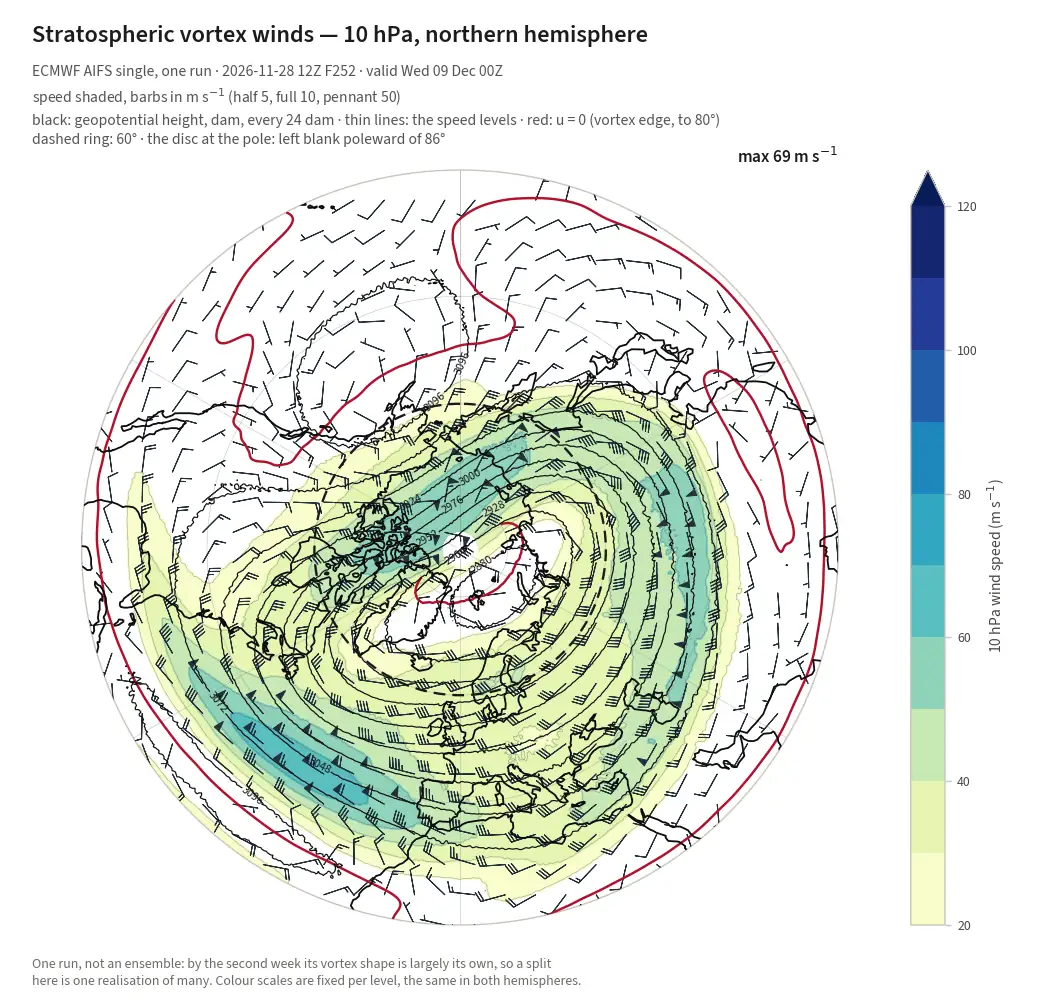 Stratospheric vortex winds — 10 hPa, northern hemisphere
ECMWF AIFS single, one run · 2026-11-28 12Z F252 · valid Wed 09 Dec 00Z
speed shaded, barbs in m s⁻¹ (half 5, full 10, pennant 50)
black: geopotential height, dam, every 24 dam · thin lines: the speed levels · red: u = 0 (vortex edge, to 80°)
dashed ring: 60° · the disc at the pole: left blank poleward of 86°
max 69 m s⁻¹
120
100
80
60
40
20
10 hPa wind speed (m s⁻¹)
3096
3096
3000
2976
2928
2880
3048
3096
One run, not an ensemble: by the second week its vortex shape is largely its own, so a split
here is one realisation of many. Colour scales are fixed per level, the same in both hemispheres.